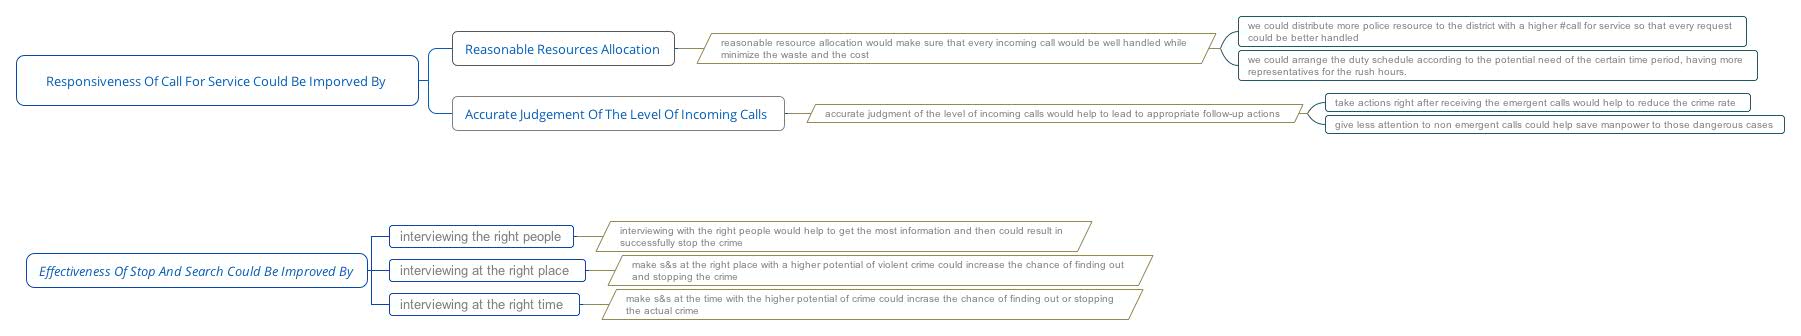 Responsiveness Of Call For Service Could Be Imporved By
Reasonable Resources Allocation
reasonable resource allocation would make sure that every incoming call would be well handled while
minimize the waste and the cost
we could distribute more police resource to the district with a higher #call for service so that every request
could be better handled
we could arrange the duty schedule according to the potential need of the certain time period, having more
representatives for the rush hours.
Accurate Judgement Of The Level Of Incoming Calls
accurate judgment of the level of incoming calls would help to lead to appropriate follow-up actions
take actions right after receiving the emergent calls would help to reduce the crime rate
give less attention to non emergent calls could help save manpower to those dangerous cases
Effectiveness Of Stop And Search Could Be Improved By
interviewing the right people
interviewing with the right people would help to get the most information and then could result in
successfully stop the crime
interviewing at the right place
make s&s at the right place with a higher potential of violent crime could increase the chance of finding out
and stopping the crime
interviewing at the right time
make s&s at the time with the higher potential of crime could incrase the chance of finding out or stopping
the actual crime